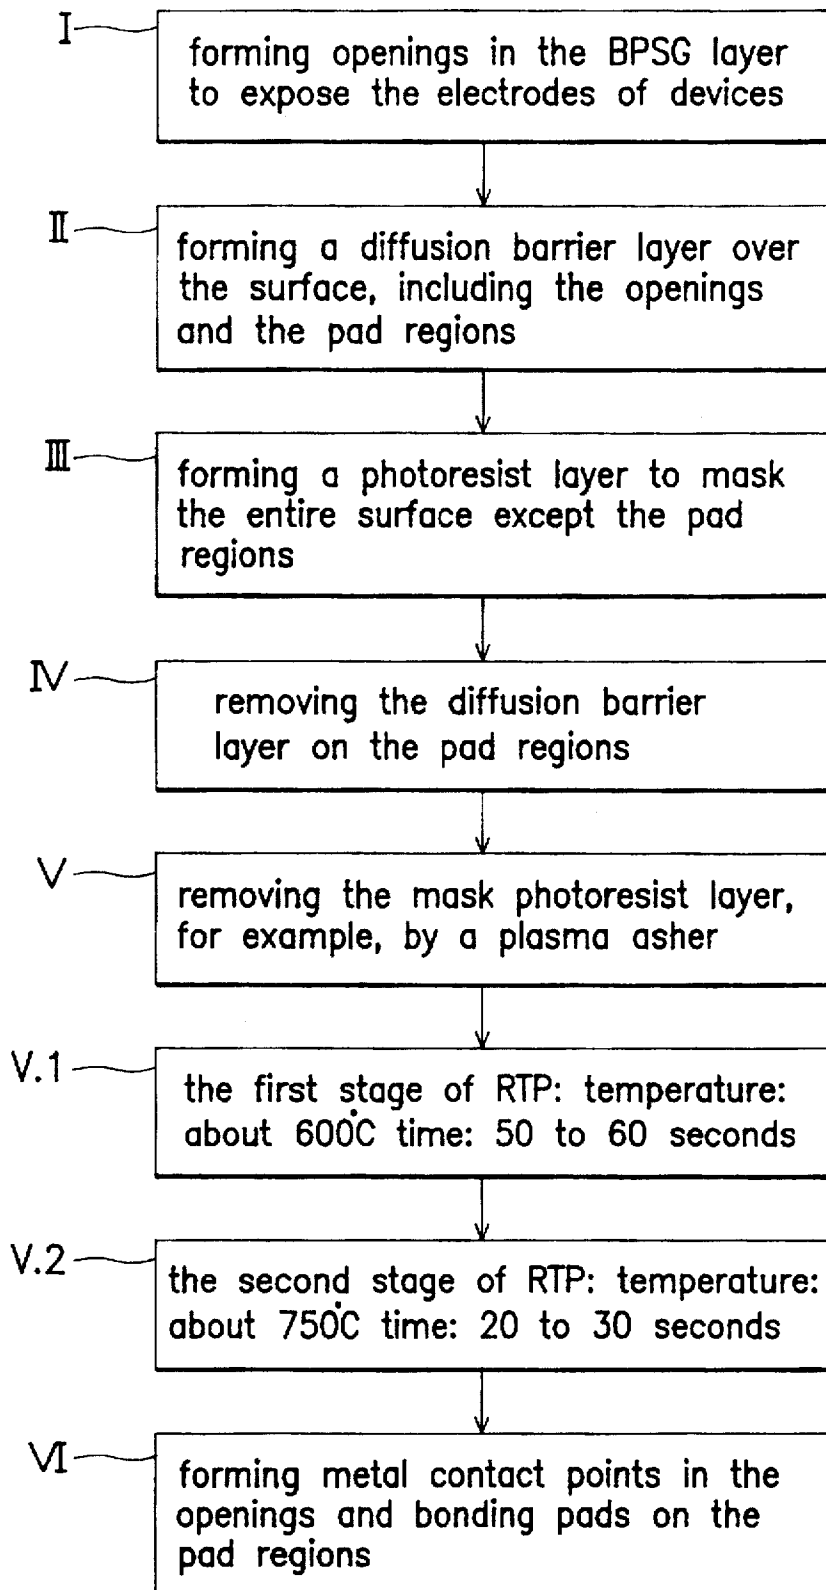 I
forming openings in the BPSG layer
to expose the electrodes of devices
II
forming a diffusion barrier layer over
the surface, including the openings
and the pad regions
III
forming a photoresist layer to mask
the entire surface except the pad
regions
IV
removing the diffusion barrier
layer on the pad regions
V
removing the mask photoresist layer,
for example, by a plasma asher
V.1
the first stage of RTP: temperature:
about 600°C time: 50 to 60 seconds
V.2
the second stage of RTP: temperature:
about 750°C time: 20 to 30 seconds
VI
forming metal contact points in the
openings and bonding pads on the
pad regions